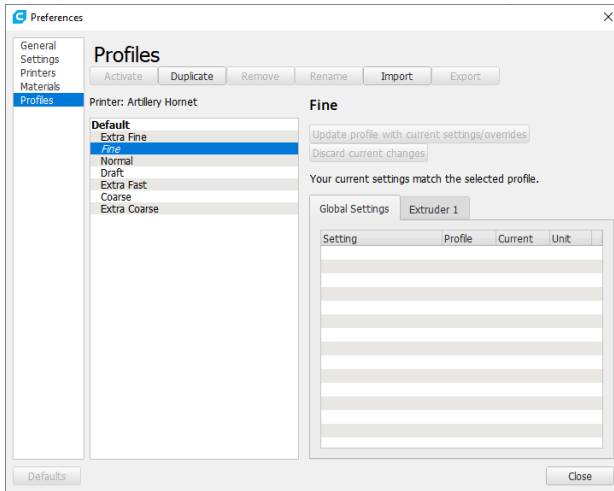 Preferences
General
Settings
Printers
Materials
Profiles
Profiles
Activate Duplicate Remove Rename Import Export
Printer: Artillery Hornet
Default
Extra Fine
Fine
Normal
Draft
Extra Fast
Coarse
Extra Coarse
Fine
Update profile with current settings/overrides
Discard current changes
Your current settings match the selected profile.
Global Settings Extruder 1
Setting Profile Current Unit
Defaults Close